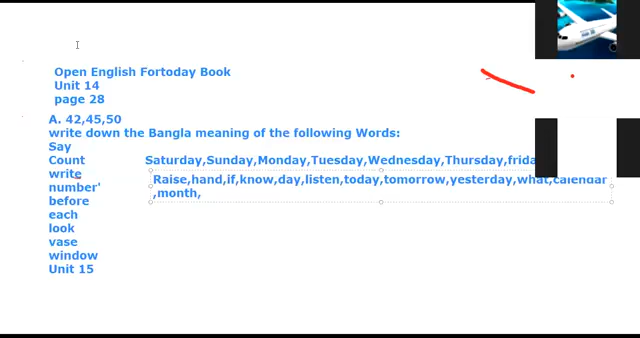 Open English Fortoday Book
Unit 14
page 28
A. 42,45,50
write down the Bangla meaning of the following Words:
Say
Count
Saturday,Sunday,Monday,Tuesday,Wednesday,Thursday,frida
write
Raise,hand,if,know,day,listen,today,tomorrow,yesterday,what,calendar
number'
,month,
before
each
look
vase
window
Unit 15